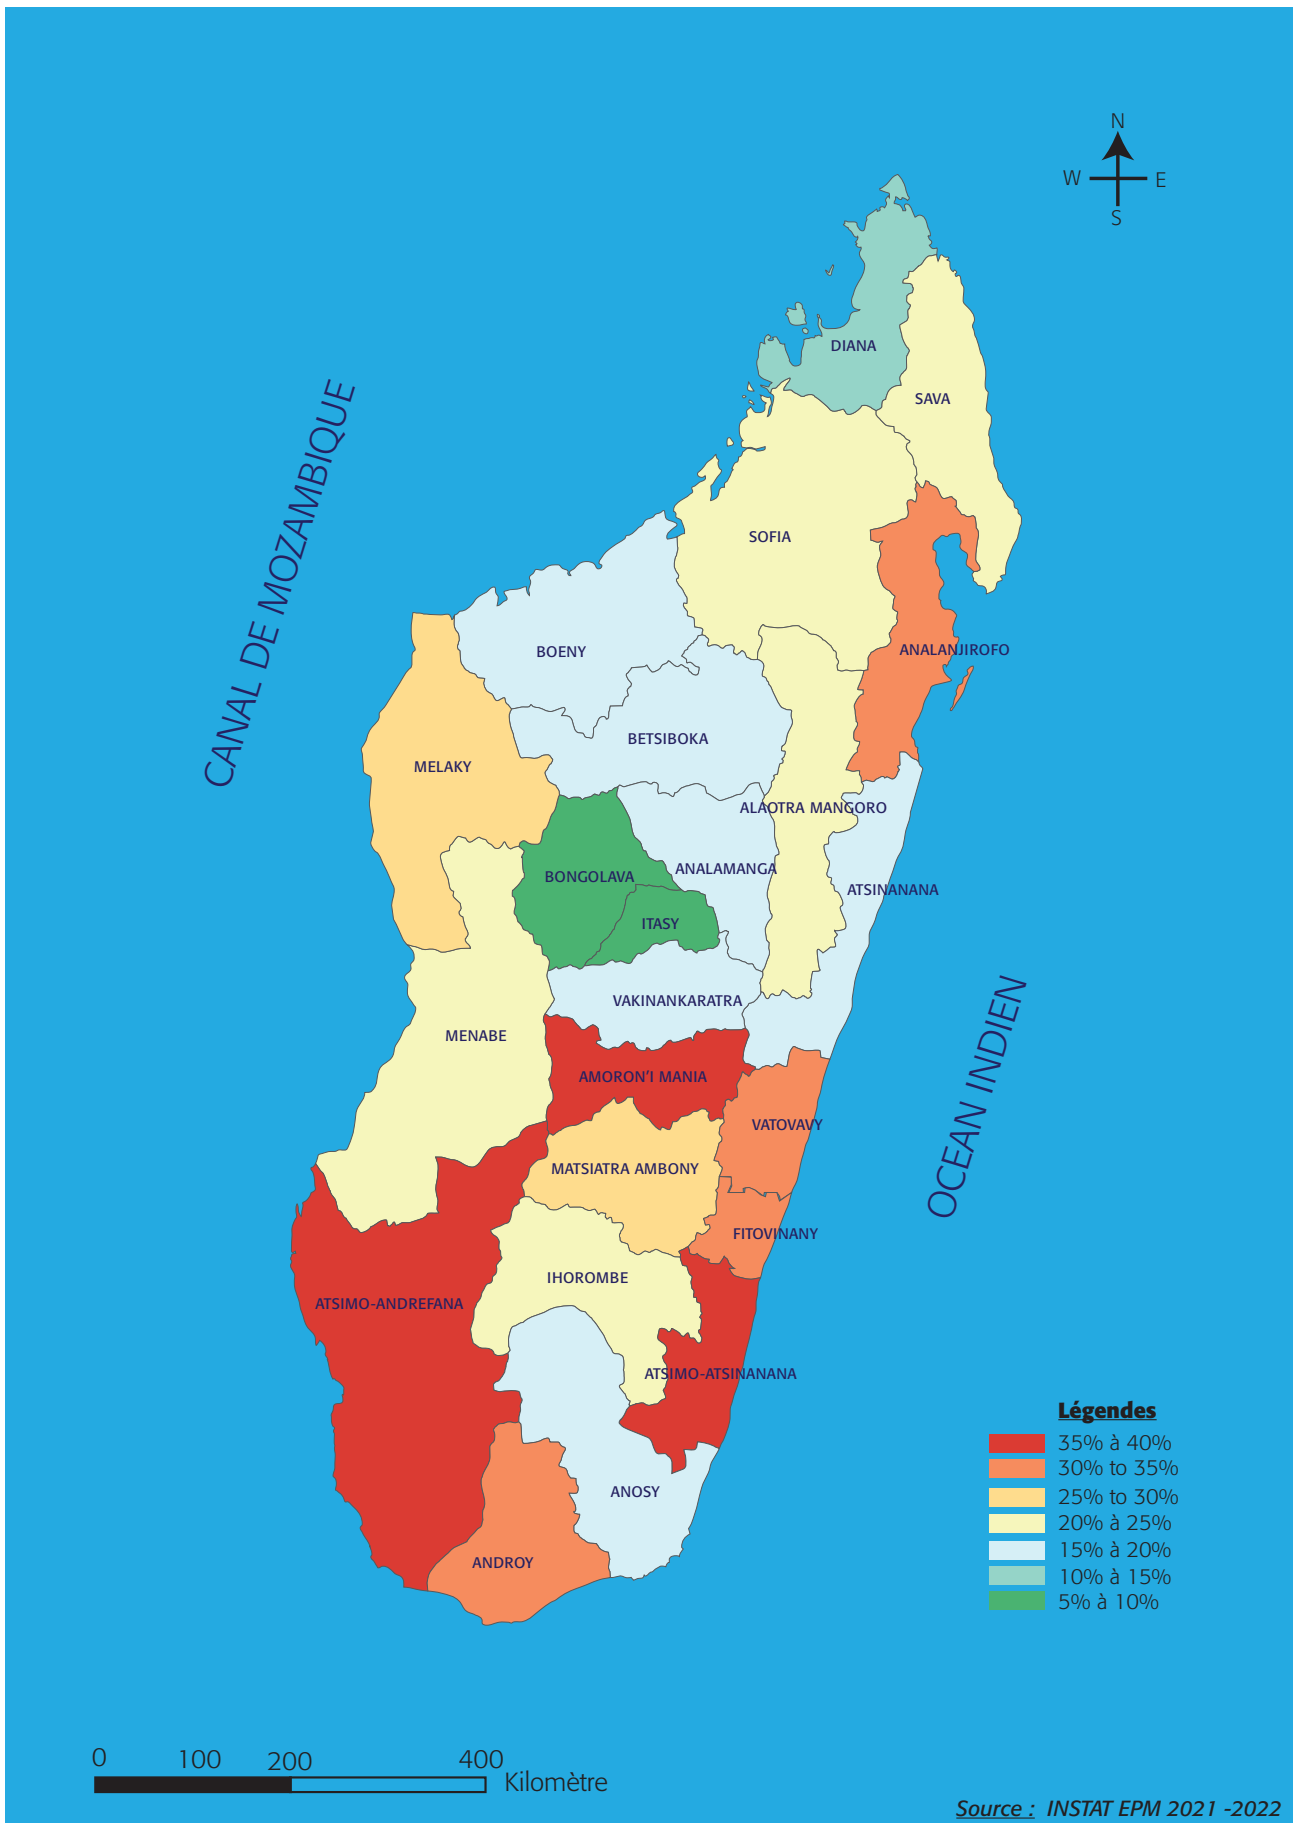 N
W E
S
DIANA
SAVA
CANAL DE MOZAMBIQUE
SOFIA
BOENY
ANALANJIROFO
BETSIBOKA
MELAKY
ALAOTRA MANGORO
ANALAMANGA
BONGOLAVA
ATSINANANA
ITASY
VAKINANKARATRA
MENABE
OCEAN INDIEN
AMORON'I MANIA
VATOVAVY
MATSIATRA AMBONY
FITOVINANY
IHOROMBE
ATSIMO-ANDREFANA
ATSIMO-ATSINANANA
ANOSY
ANDROY
Légendes
35% à 40%
30% to 35%
25% to 30%
20% à 25%
15% à 20%
10% à 15%
5% à 10%
0 100 200 400
Kilomètre
Source : INSTAT EPM 2021 -2022